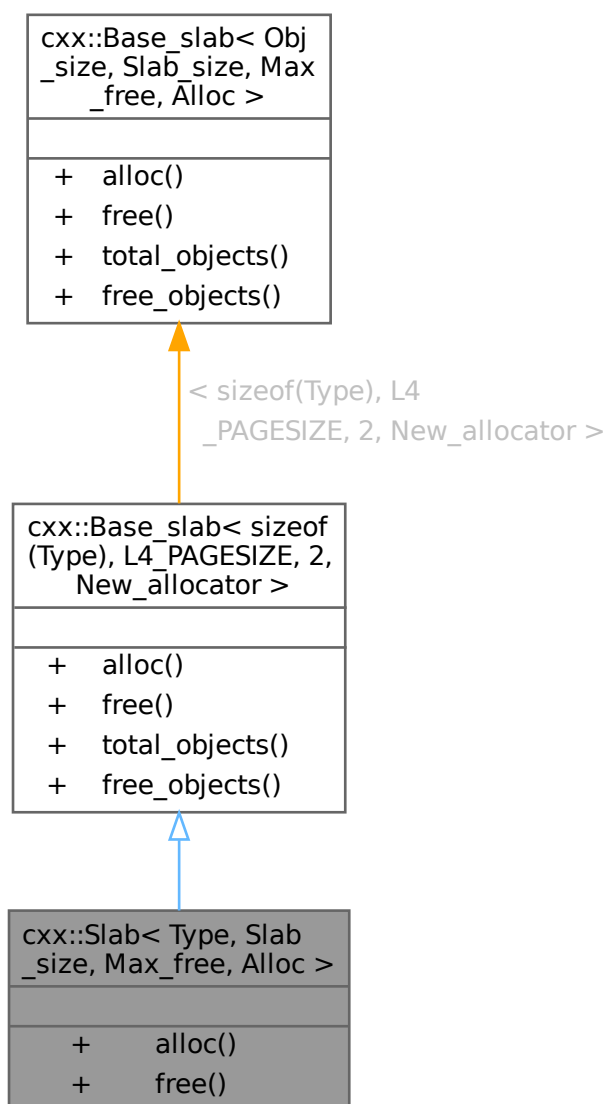 cxx::Base_slab< Obj
_size, Slab_size, Max
_free, Alloc >
+ alloc()
+ free()
+ total_objects()
+ free_objects()
< sizeof(Type), L4
_PAGESIZE, 2, New_allocator >
cxx::Base_slab< sizeof
(Type), L4_PAGESIZE, 2,
New_allocator >
+ alloc()
+ free()
+ total_objects()
+ free_objects()
cxx::Slab< Type, Slab
_size, Max_free, Alloc >
+ alloc()
+ free()